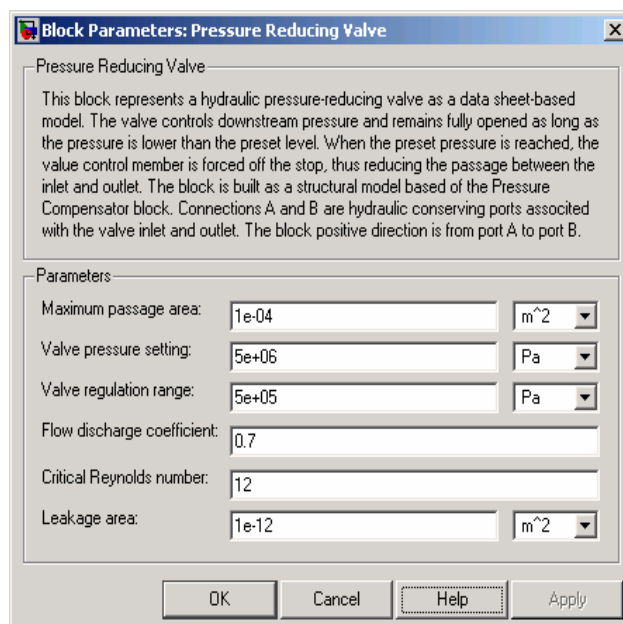 Block Parameters: Pressure Reducing Valve
Pressure Reducing Valve
This block represents a hydraulic pressure-reducing valve as a data sheet-based
model. The valve controls downstream pressure and remains fully opened as long as
the pressure is lower than the preset level. When the preset pressure is reached, the
value control member is forced off the stop, thus reducing the passage between the
inlet and outlet. The block is built as a structural model based of the Pressure
Compensator block. Connections A and B are hydraulic conserving ports associted
with the valve inlet and outlet. The block positive direction is from port A to port B.
Parameters
Maximum passage area: 1e-04 m^2
Valve pressure setting: 5e+06 Pa
Valve regulation range: 5e+05 Pa
Flow discharge coefficient: 0.7
Critical Reynolds number: 12
Leakage area: 1e-12 m^2
OK Cancel Help Apply